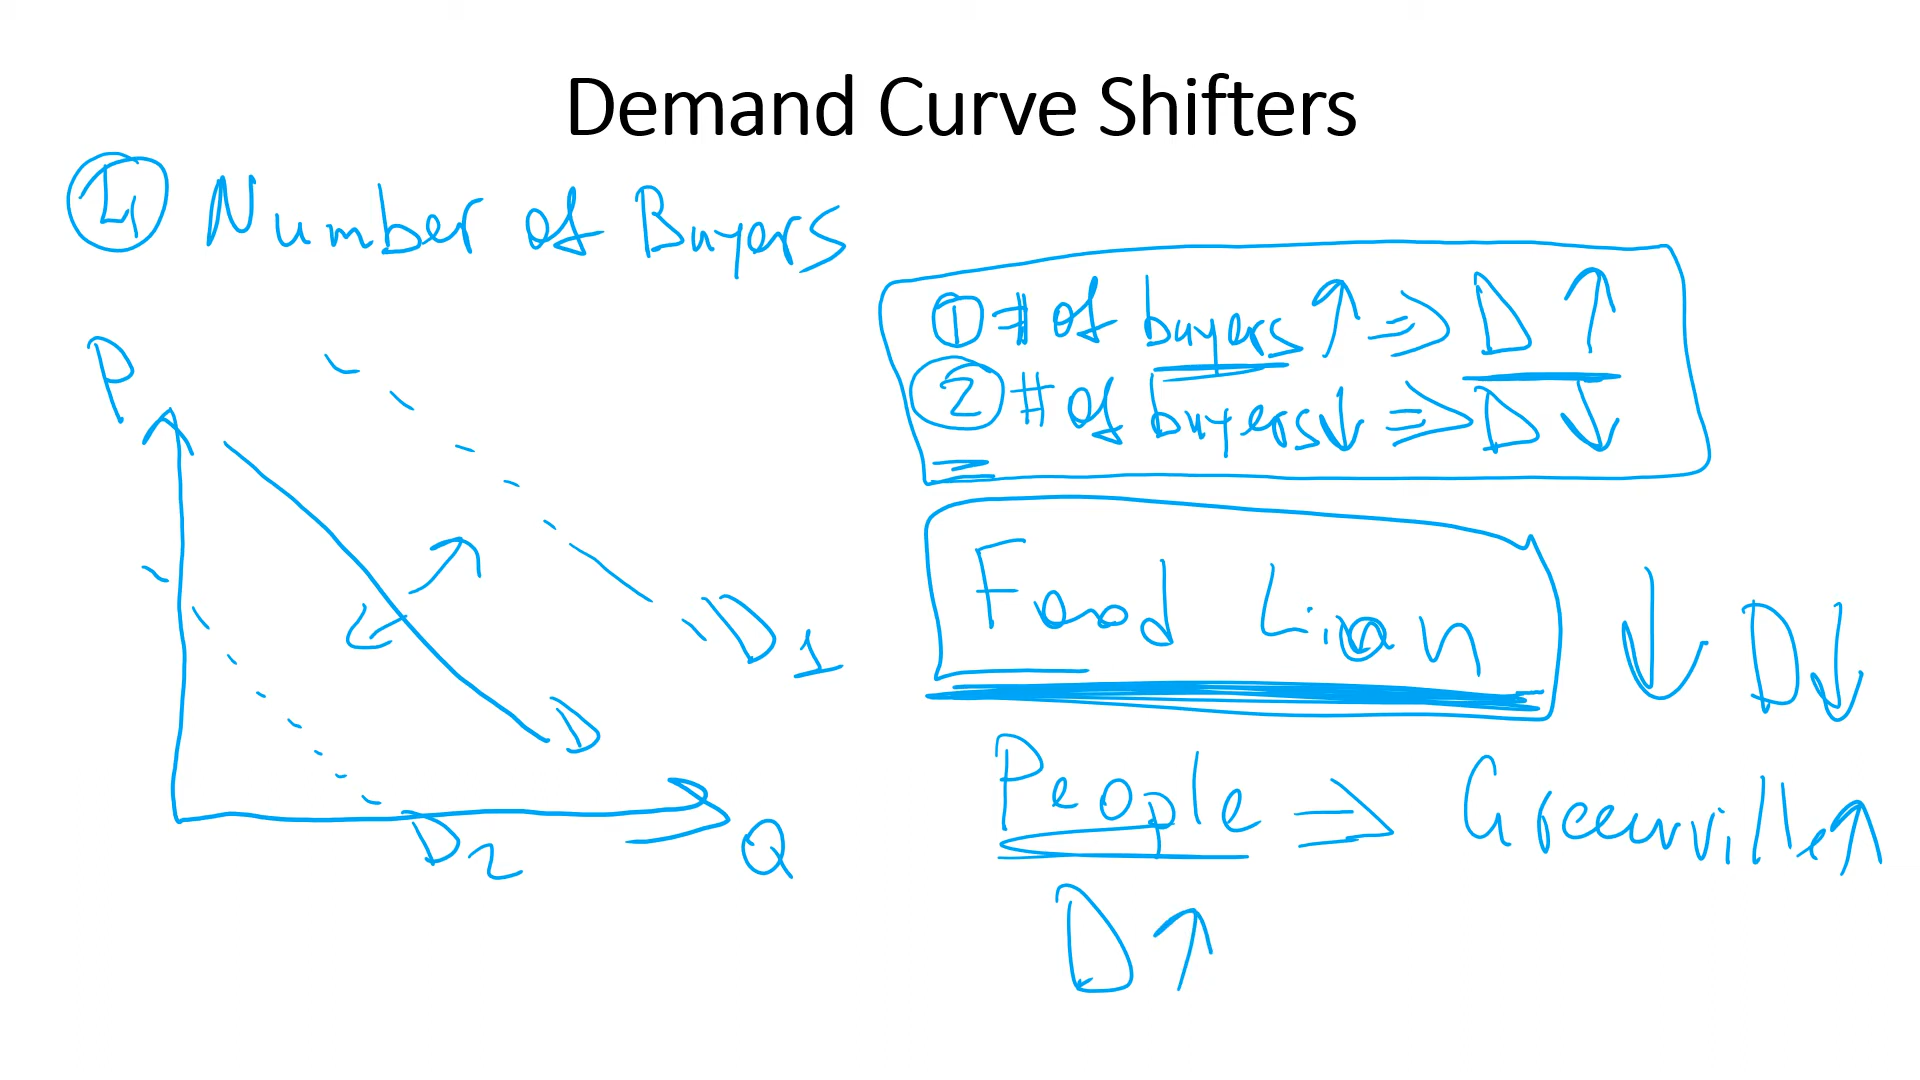 Demand Curve Shifters
4 Number of Buyers
1 # of buyers ↑ ⇒ D ↑
2 # of buyers ↓ ⇒ D ↓
P
D1
D
D2
Q
Food Lion ↓ D↓
People ⇒ Greenville ↑
D ↑